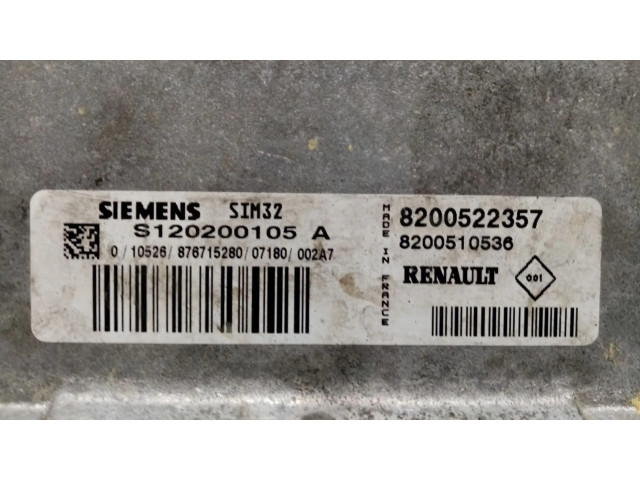 SIEMENS SIM32
S120200105 A
0 / 10526 / 876715280 / 07180 / 002A7
MADE IN FRANCE
8200522357
8200510536
RENAULT 001